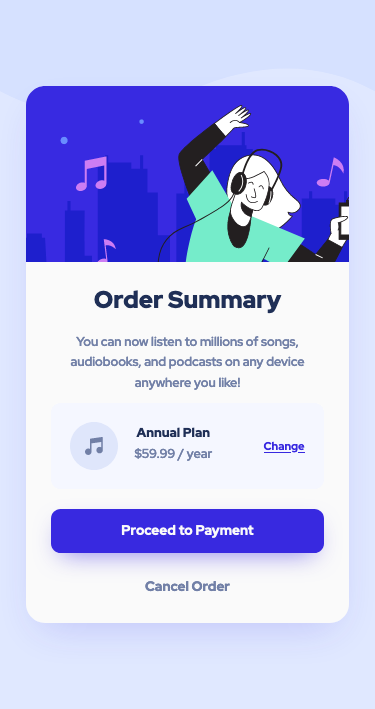 Order Summary
You can now listen to millions of songs,
audiobooks, and podcasts on any device
anywhere you like!
Annual Plan
$59.99 / year
Change
Proceed to Payment
Cancel Order